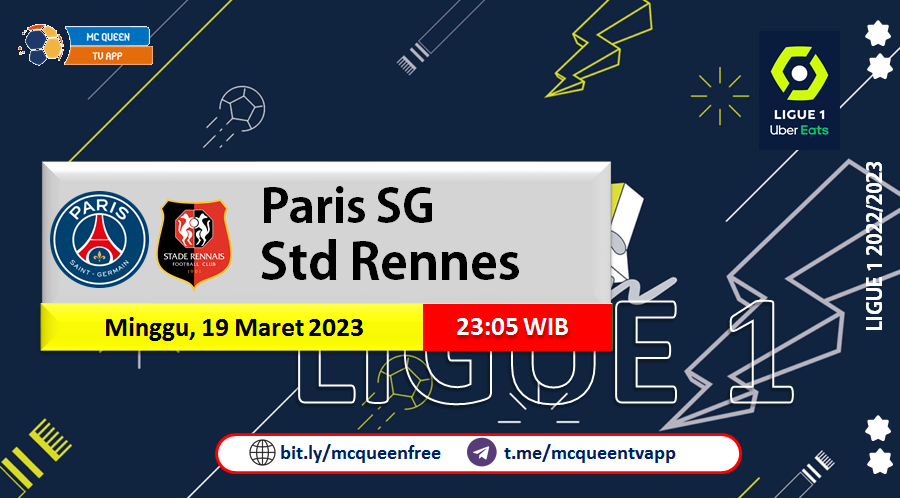 MC QUEEN
TV APP
LIGUE 1
Uber Eats
LIGUE 1 2022/2023
PARIS
SAINT-GERMAIN
STADE RENNAIS
FOOTBALL CLUB
1901
Paris SG
Std Rennes
Minggu, 19 Maret 2023
23:05 WIB
LIGUE 1
bit.ly/mcqueenfree
t.me/mcqueentvapp